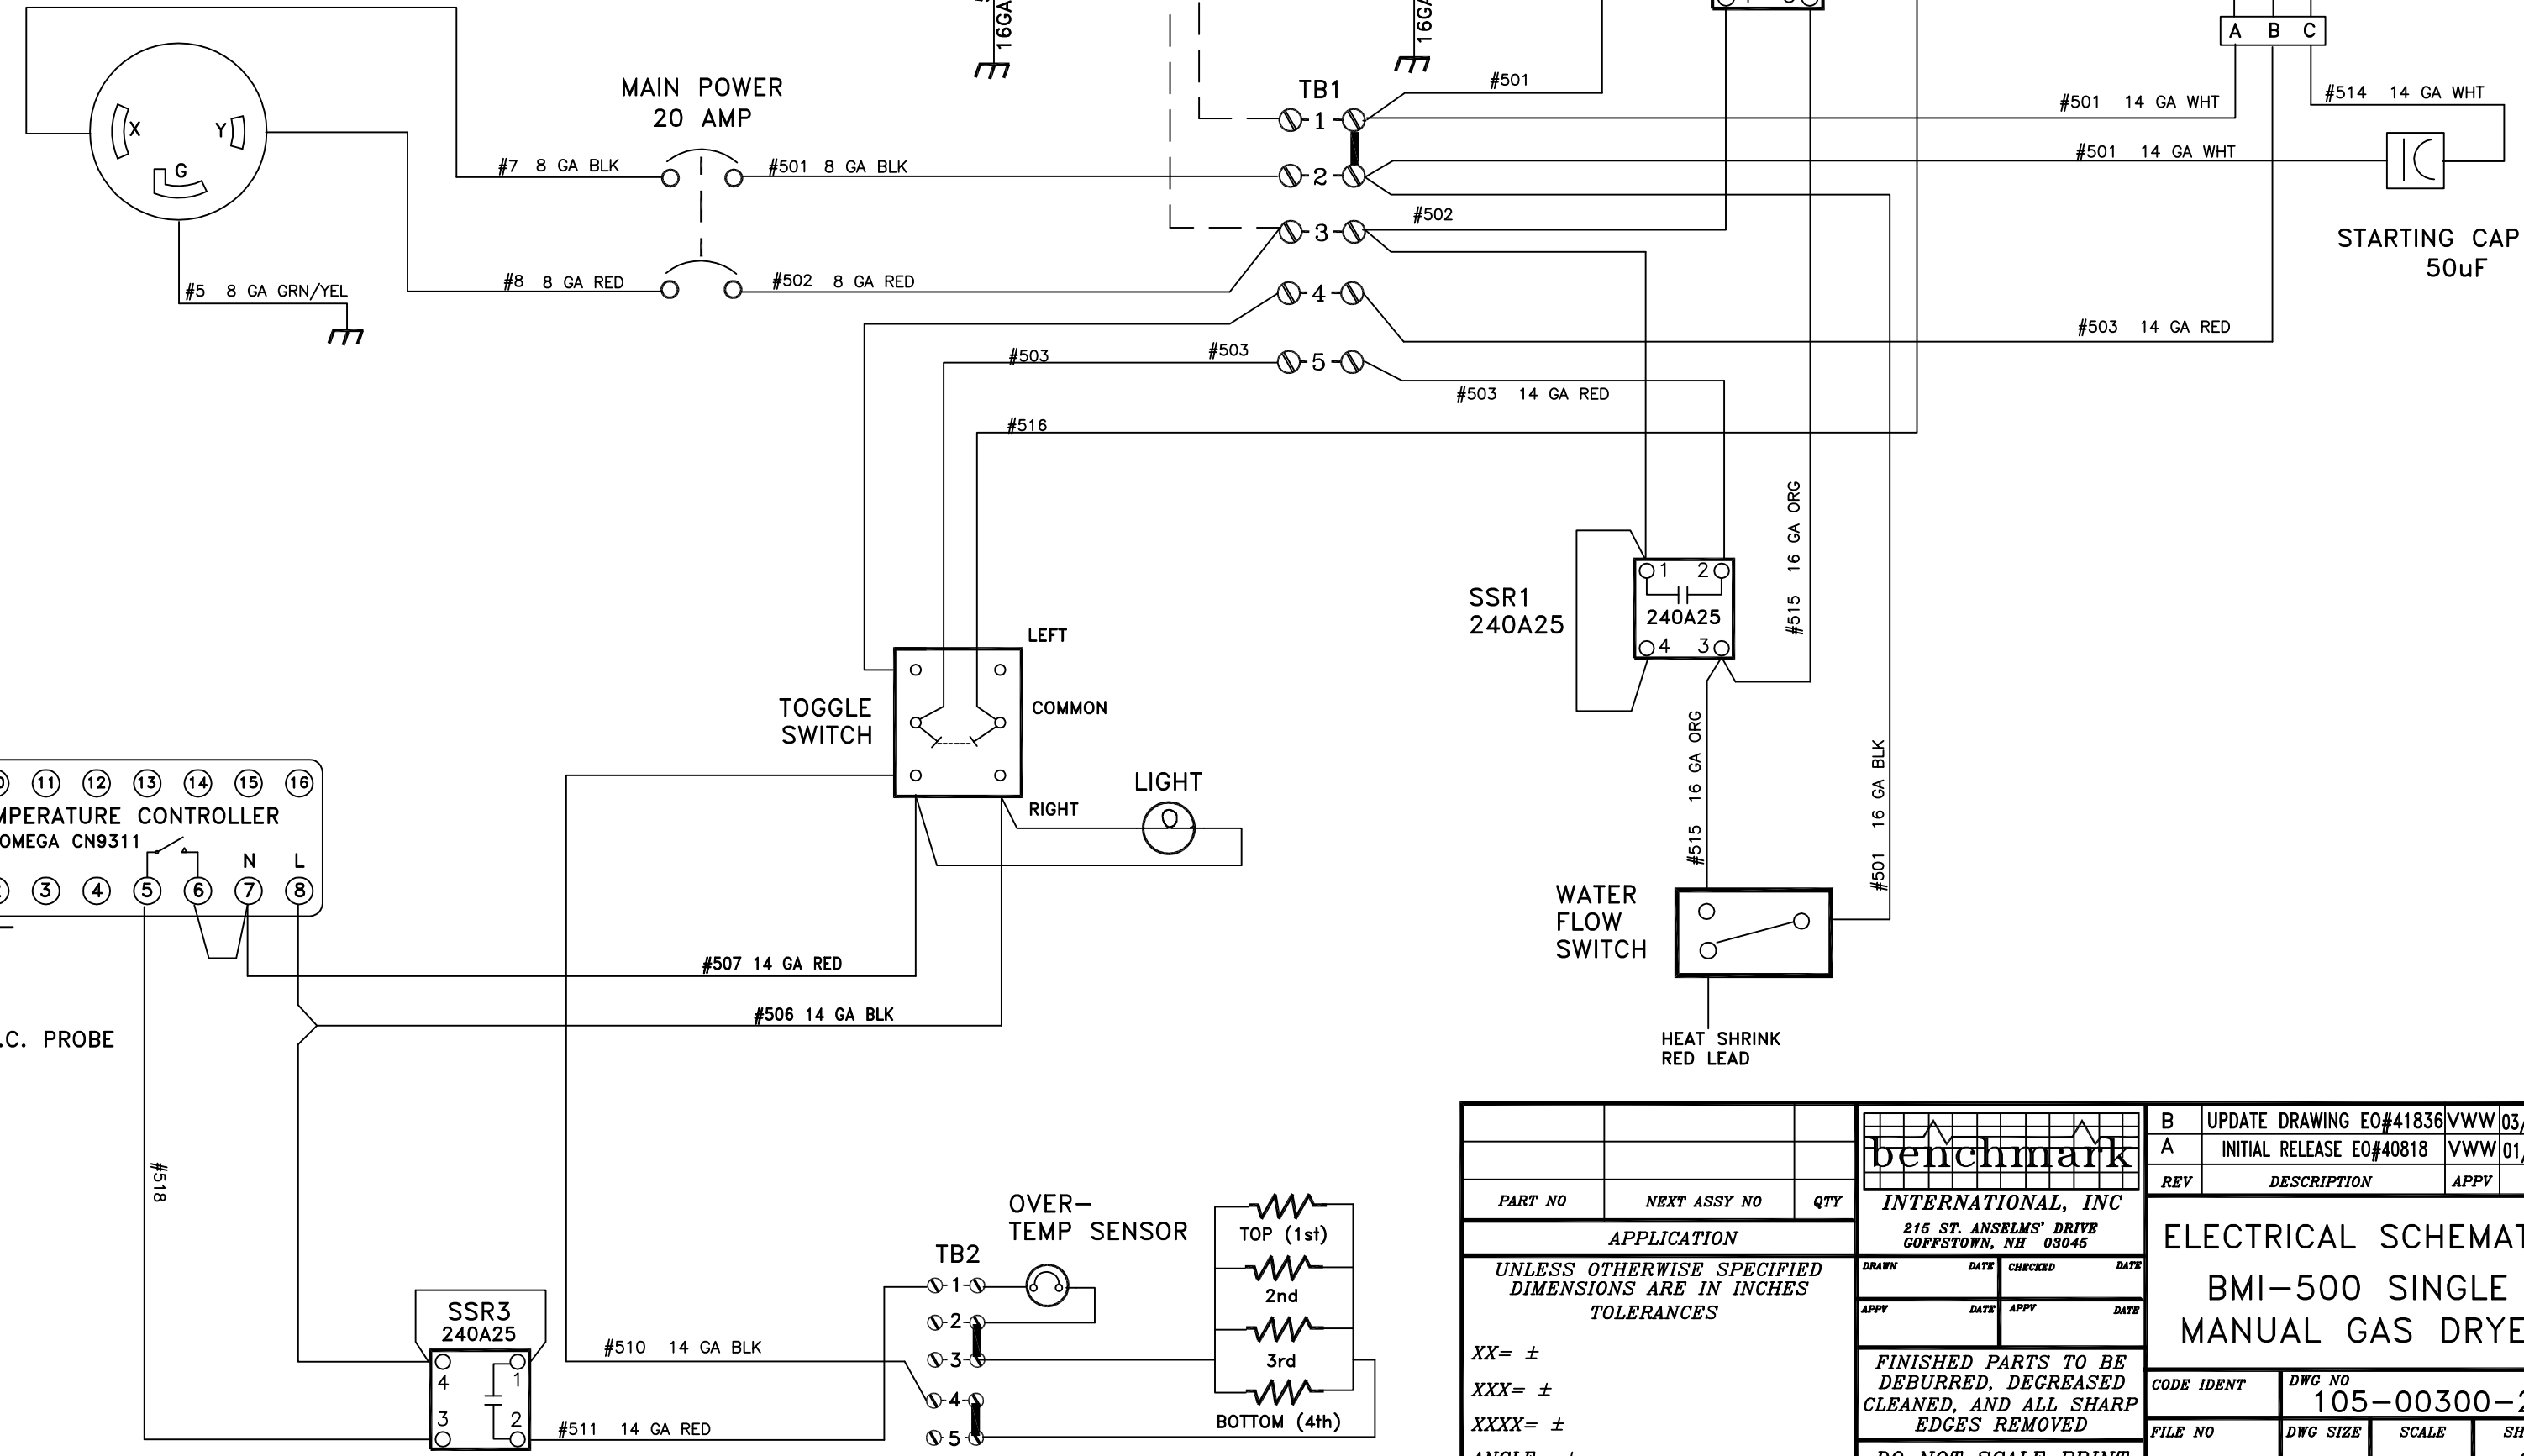 16GA
16GA
A B C
MAIN POWER
20 AMP
TB1
#501
#501 14 GA WHT
#514 14 GA WHT
X Y
G
1
#7 8 GA BLK
#501 8 GA BLK
2
#501 14 GA WHT
#502
3
STARTING CAP
50uF
#5 8 GA GRN/YEL
#8 8 GA RED
#502 8 GA RED
4
#503 14 GA RED
#503
#503
5
#503 14 GA RED
#516
#515 16 GA ORG
SSR1
240A25
1 2
240A25
4 3
LEFT
TOGGLE
SWITCH
COMMON
RIGHT
LIGHT
#515 16 GA ORG
#501 16 GA BLK
11 12 13 14 15 16
MPERATURE CONTROLLER
OMEGA CN9311
N L
3 4 5 6 7 8
WATER
FLOW
SWITCH
#507 14 GA RED
#506 14 GA BLK
.C. PROBE
HEAT SHRINK
RED LEAD
#518
OVER-
TEMP SENSOR
TB2
1
2
3
4
5
TOP (1st)
2nd
3rd
BOTTOM (4th)
SSR3
240A25
4 1
3 2
#510 14 GA BLK
#511 14 GA RED
PART NO NEXT ASSY NO QTY
APPLICATION
UNLESS OTHERWISE SPECIFIED
DIMENSIONS ARE IN INCHES
TOLERANCES
XX= ±
XXX= ±
XXXX= ±
benchmark
INTERNATIONAL, INC
215 ST. ANSELMS' DRIVE
GOFFSTOWN, NH 03045
DRAWN DATE CHECKED DATE
APPV DATE APPV DATE
FINISHED PARTS TO BE
DEBURRED, DEGREASED
CLEANED, AND ALL SHARP
EDGES REMOVED
DO NOT SCALE PRINT
B UPDATE DRAWING EO#41836 VWW 03/
A INITIAL RELEASE EO#40818 VWW 01/
REV DESCRIPTION APPV
ELECTRICAL SCHEMAT
BMI-500 SINGLE
MANUAL GAS DRYE
CODE IDENT DWG NO
105-00300-2
FILE NO DWG SIZE SCALE SH